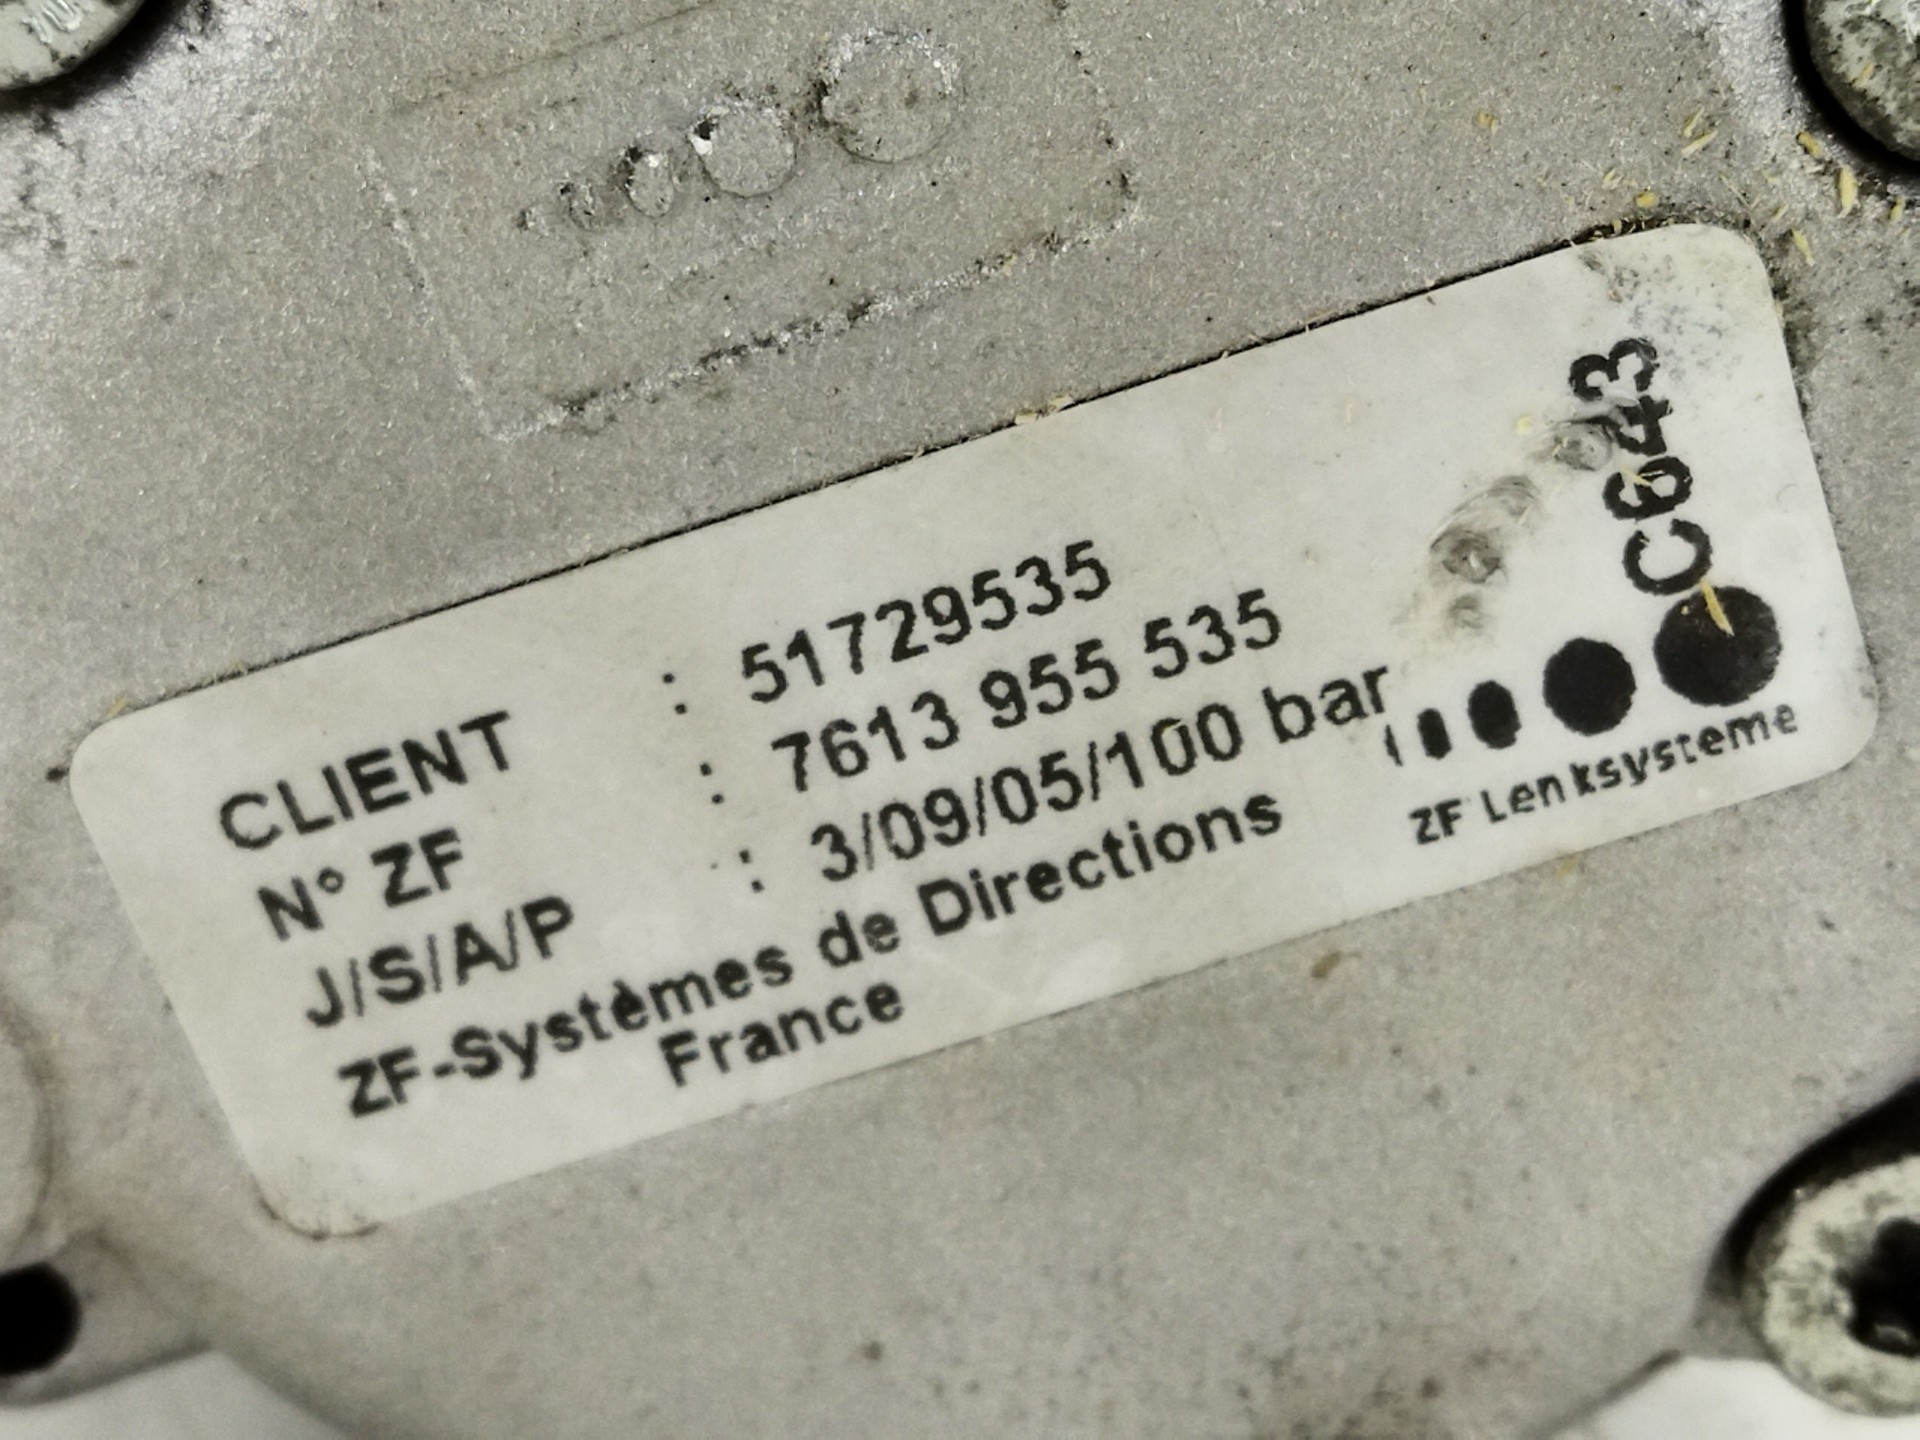 CLIENT : 51729535
N° ZF : 7613 955 535
J/S/A/P : 3/09/05/100 bar
ZF-Systèmes de Directions
France
C643
ZF Lenksysteme